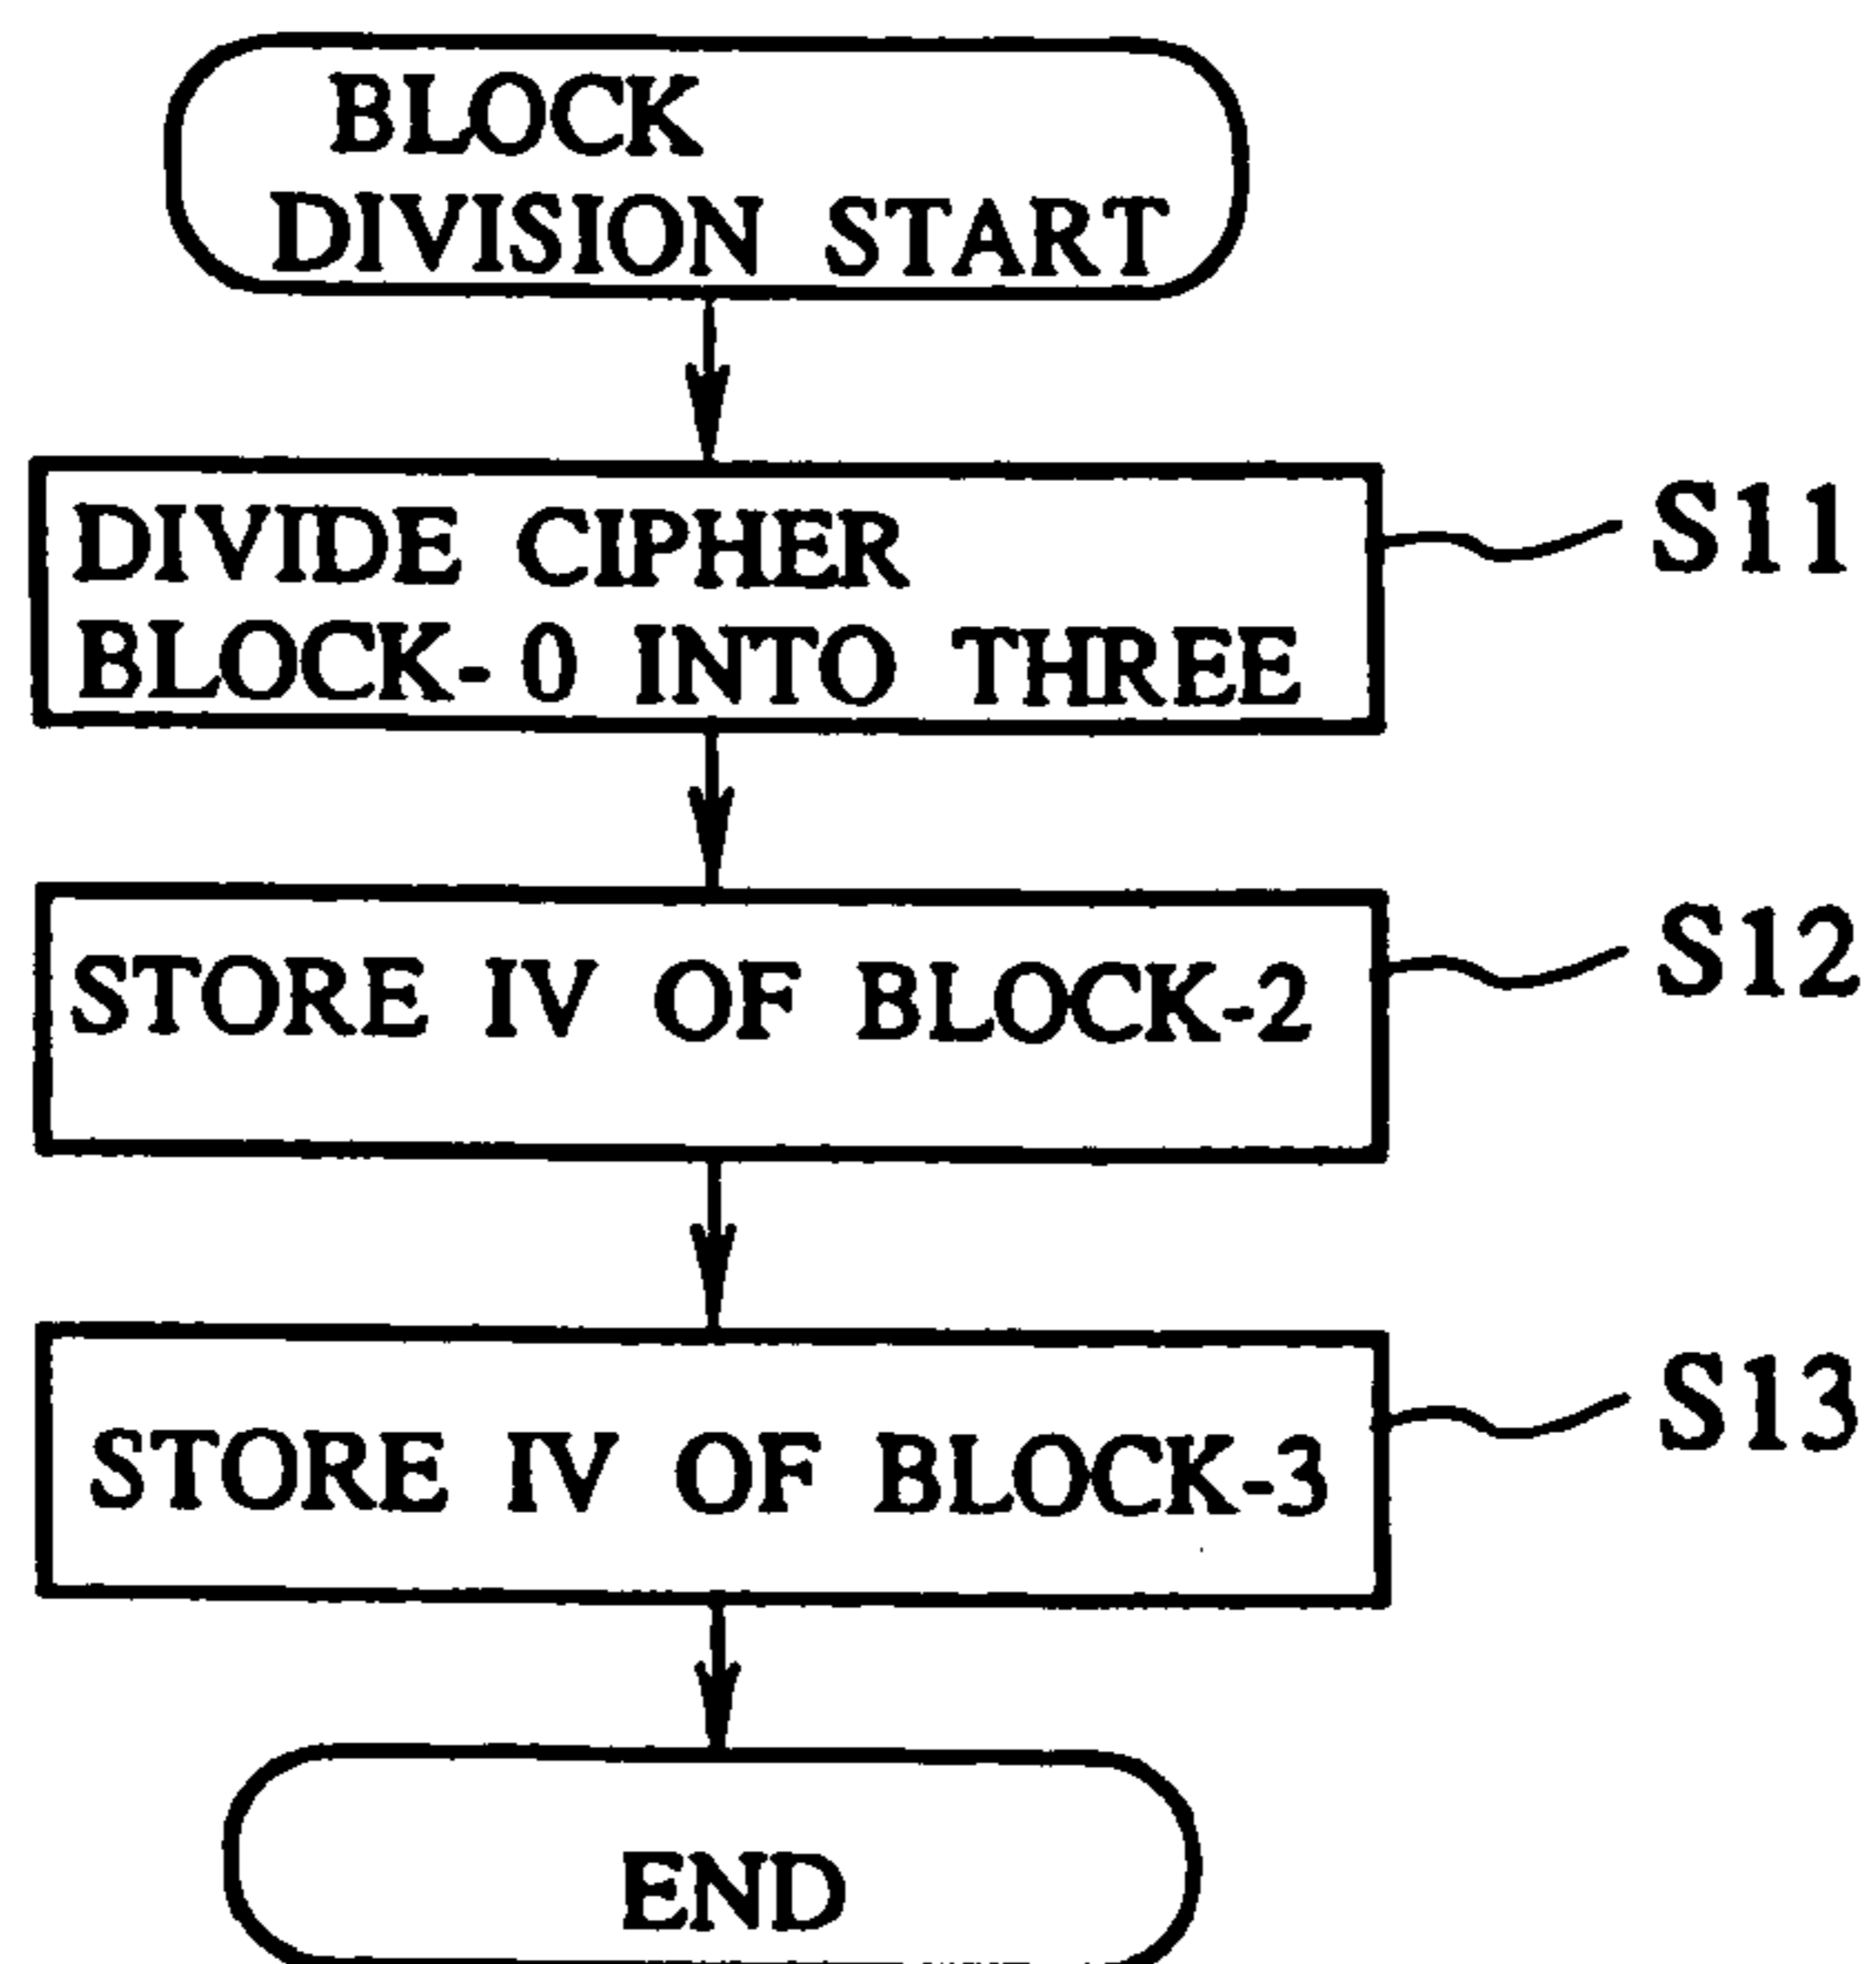 BLOCK
DIVISION START
DIVIDE CIPHER
BLOCK-0 INTO THREE
S11
STORE IV OF BLOCK-2
S12
STORE IV OF BLOCK-3
S13
END